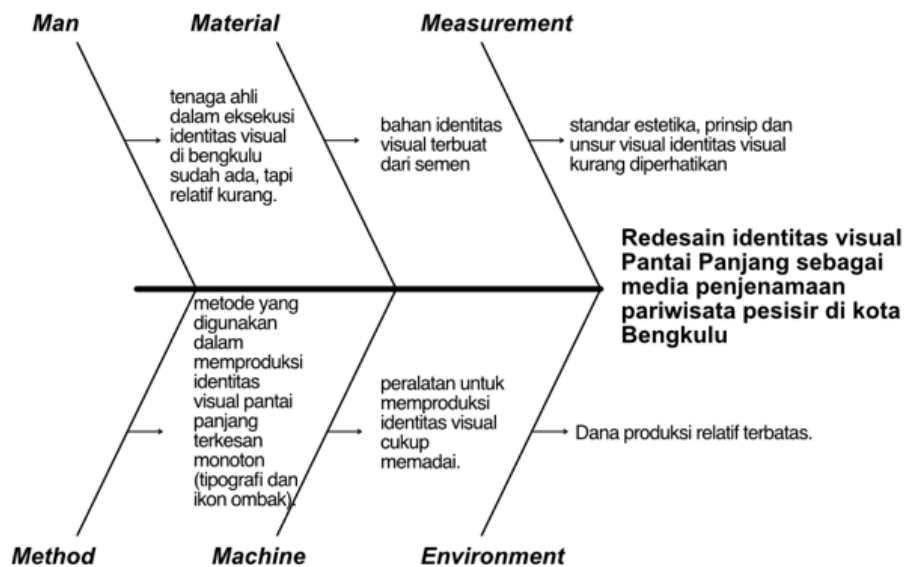 Man
Material
Measurement
tenaga ahli
dalam eksekusi
identitas visual
di bengkulu
sudah ada, tapi
relatif kurang.
bahan identitas
visual terbuat
dari semen
standar estetika, prinsip dan
unsur visual identitas visual
kurang diperhatikan
Redesain identitas visual
Pantai Panjang sebagai
media penjenamaan
pariwisata pesisir di kota
Bengkulu
metode yang
digunakan
dalam
memproduksi
identitas
visual pantai
panjang
terkesan
monoton
(tipografi dan
ikon ombak).
peralatan untuk
memproduksi
identitas visual
cukup
memadai.
Dana produksi relatif terbatas.
Method
Machine
Environment